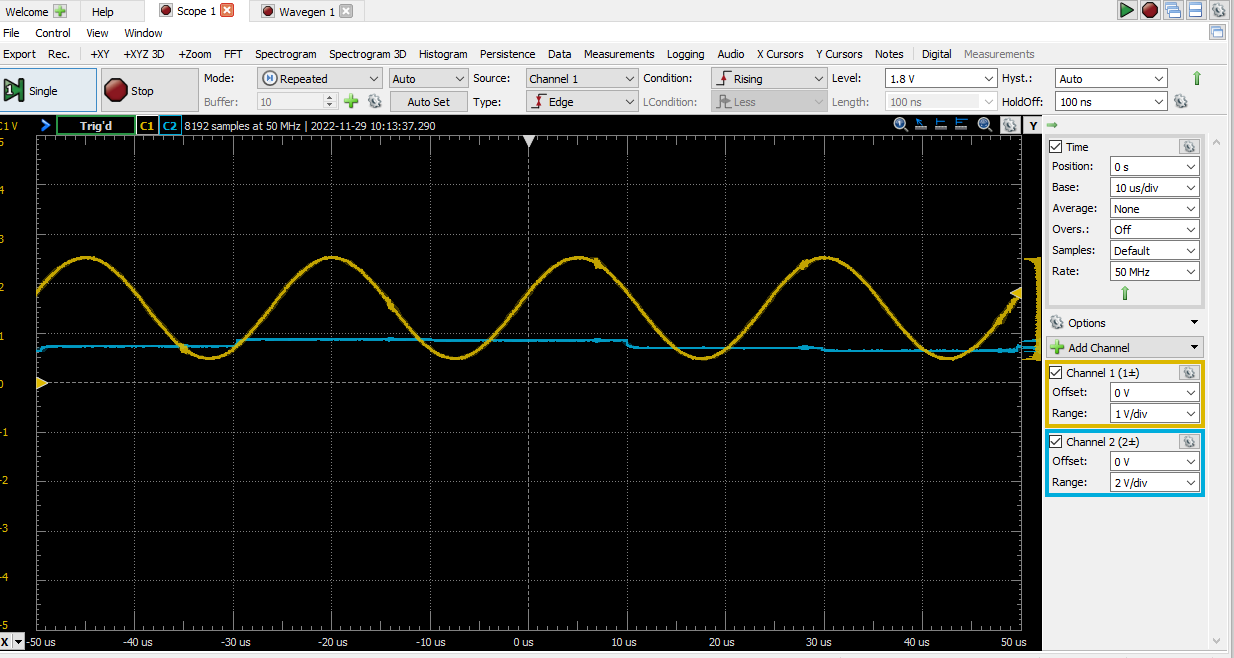 Welcome Help Scope 1 Wavegen 1
File Control View Window
Export Rec. +XY +XYZ 3D +Zoom FFT Spectrogram Spectrogram 3D Histogram Persistence Data Measurements Logging Audio X Cursors Y Cursors Notes Digital Measurements
Single Stop Mode: Repeated Auto Source: Channel 1 Condition: Rising Level: 1.8 V Hyst.: Auto
Buffer: 10 Auto Set Type: Edge LCondition: Less Length: 100 ns HoldOff: 100 ns
C1 V Trig'd C1 C2 8192 samples at 50 MHz | 2022-11-29 10:13:37.290 Y
5
4
3
2
1
0
-1
-2
-3
-4
-5
X -50 us -40 us -30 us -20 us -10 us 0 us 10 us 20 us 30 us 40 us 50 us
Time
Position: 0 s
Base: 10 us/div
Average: None
Overs.: Off
Samples: Default
Rate: 50 MHz
Options
Add Channel
Channel 1 (1±)
Offset: 0 V
Range: 1 V/div
Channel 2 (2±)
Offset: 0 V
Range: 2 V/div